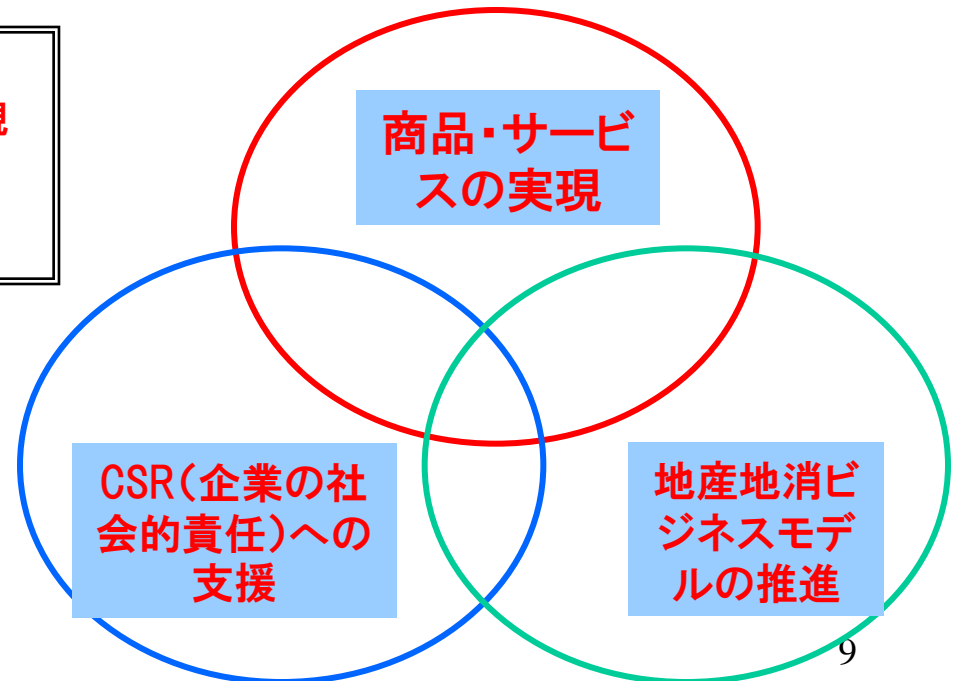 現
商品・サービ
スの実現
CSR(企業の社
会的責任)への
支援
地産地消ビ
ジネスモデ
ルの推進
9